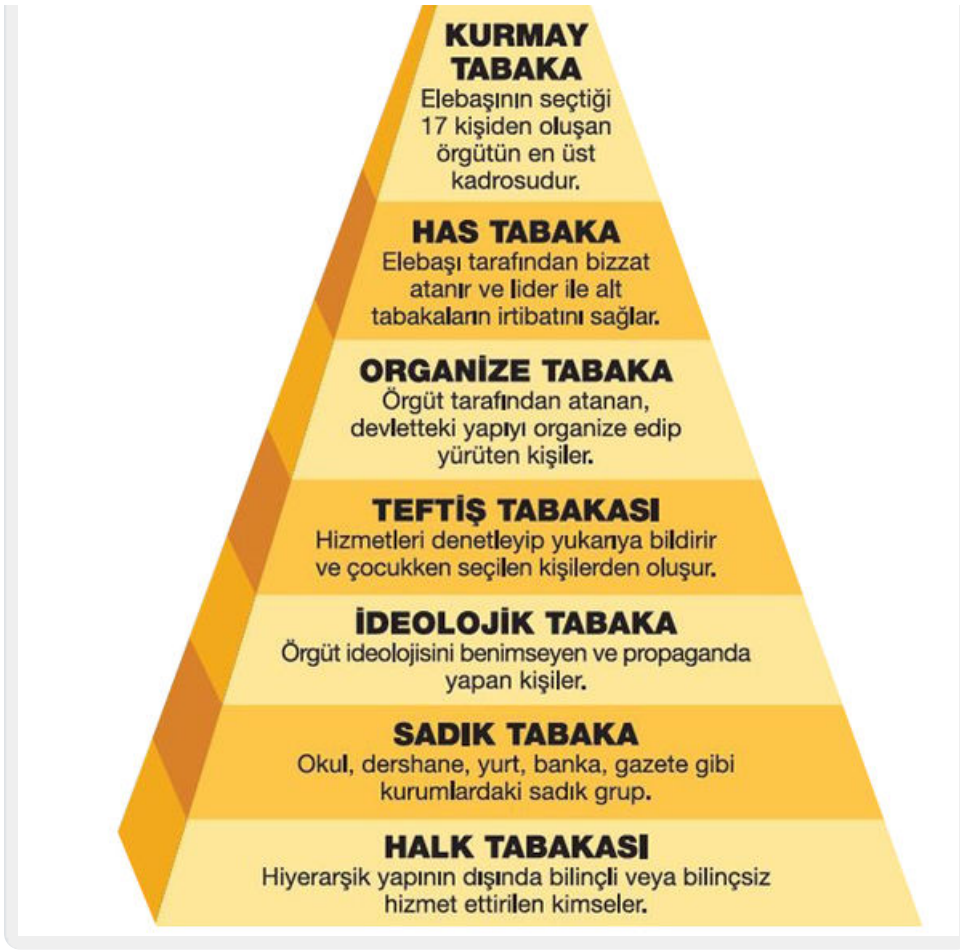 KURMAY
TABAKA
Elebaşının seçtiği
17 kişiden oluşan
örgütün en üst
kadrosudur.
HAS TABAKA
Elebaşı tarafından bizzat
atanır ve lider ile alt
tabakaların irtibatını sağlar.
ORGANİZE TABAKA
Örgüt tarafından atanan,
devletteki yapıyı organize edip
yürüten kişiler.
TEFTİŞ TABAKASI
Hizmetleri denetleyip yukarıya bildirir
ve çocukken seçilen kişilerden oluşur.
İDEOLOJİK TABAKA
Örgüt ideolojisini benimseyen ve propaganda
yapan kişiler.
SADIK TABAKA
Okul, dershane, yurt, banka, gazete gibi
kurumlardaki sadık grup.
HALK TABAKASI
Hiyerarşik yapının dışında bilinçli veya bilinçsiz
hizmet ettirilen kimseler.